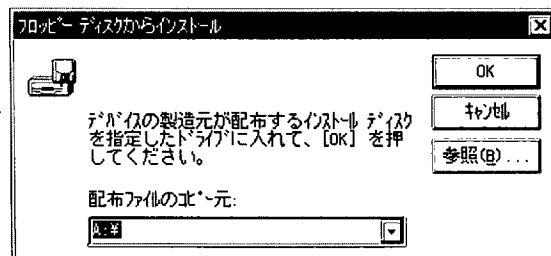 ﾌﾛｯﾋﾟｰ ﾃﾞｨｽｸからｲﾝｽﾄｰﾙ
OK
ﾃﾞﾊﾞｲｽの製造元が配布するｲﾝｽﾄｰﾙ ﾃﾞｨｽｸ
を指定したﾄﾞﾗｲﾌﾞに入れて、[OK] を押
してください。
ｷｬﾝｾﾙ
参照(B)...
配布ﾌｧｲﾙのｺﾋﾟｰ元:
A:¥